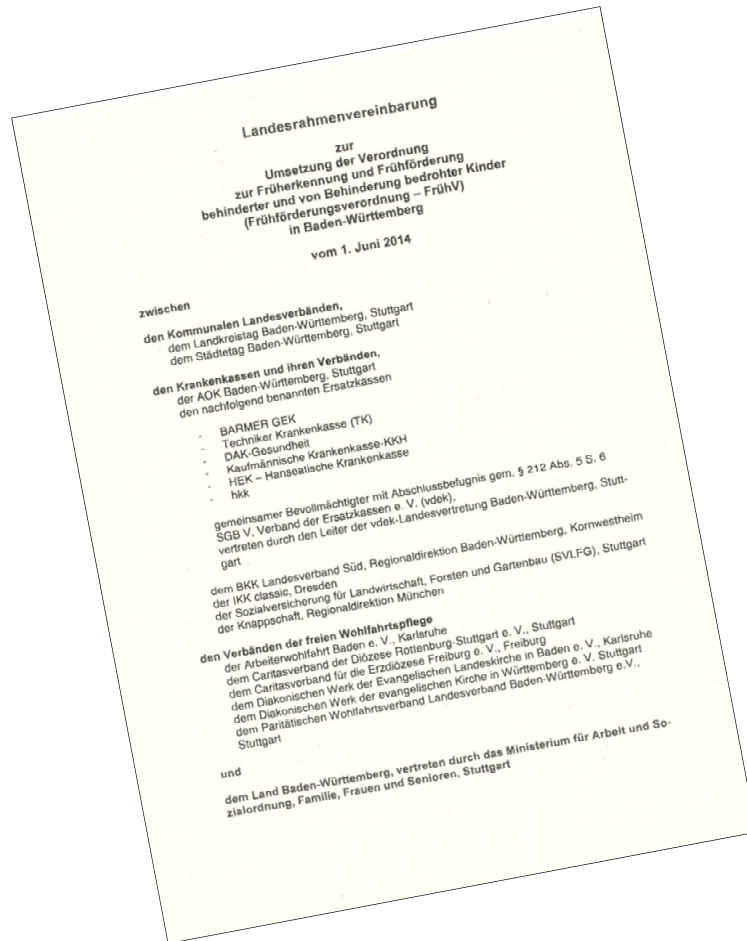 Landesrahmenvereinbarung
zur
Umsetzung der Verordnung
zur Früherkennung und Frühförderung
behinderter und von Behinderung bedrohter Kinder
(Frühförderungsverordnung – FrühV)
in Baden-Württemberg
vom 1. Juni 2014
zwischen
den Kommunalen Landesverbänden,
dem Landkreistag Baden-Württemberg, Stuttgart
dem Städtetag Baden-Württemberg, Stuttgart
den Krankenkassen und ihren Verbänden,
der AOK Baden-Württemberg, Stuttgart
den nachfolgend benannten Ersatzkassen
- BARMER GEK
- Techniker Krankenkasse (TK)
- DAK-Gesundheit
- Kaufmännische Krankenkasse-KKH
- HEK – Hanseatische Krankenkasse
- hkk
gemeinsamer Bevollmächtigter mit Abschlussbefugnis gem. § 212 Abs. 5 S. 6
SGB V, Verband der Ersatzkassen e. V. (vdek),
vertreten durch den Leiter der vdek-Landesvertretung Baden-Württemberg, Stutt-
gart
dem BKK Landesverband Süd, Regionaldirektion Baden-Württemberg, Kornwestheim
der IKK classic, Dresden
der Sozialversicherung für Landwirtschaft, Forsten und Gartenbau (SVLFG), Stuttgart
der Knappschaft, Regionaldirektion München
den Verbänden der freien Wohlfahrtspflege
der Arbeiterwohlfahrt Baden e. V., Karlsruhe
dem Caritasverband der Diözese Rottenburg-Stuttgart e. V., Stuttgart
dem Caritasverband für die Erzdiözese Freiburg e. V., Freiburg
dem Diakonischen Werk der Evangelischen Landeskirche in Baden e. V., Karlsruhe
dem Diakonischen Werk der evangelischen Kirche in Württemberg e. V. Stuttgart
dem Paritätischen Wohlfahrtsverband Landesverband Baden-Württemberg e.V.,
Stuttgart
und
dem Land Baden-Württemberg, vertreten durch das Ministerium für Arbeit und So-
zialordnung, Familie, Frauen und Senioren, Stuttgart